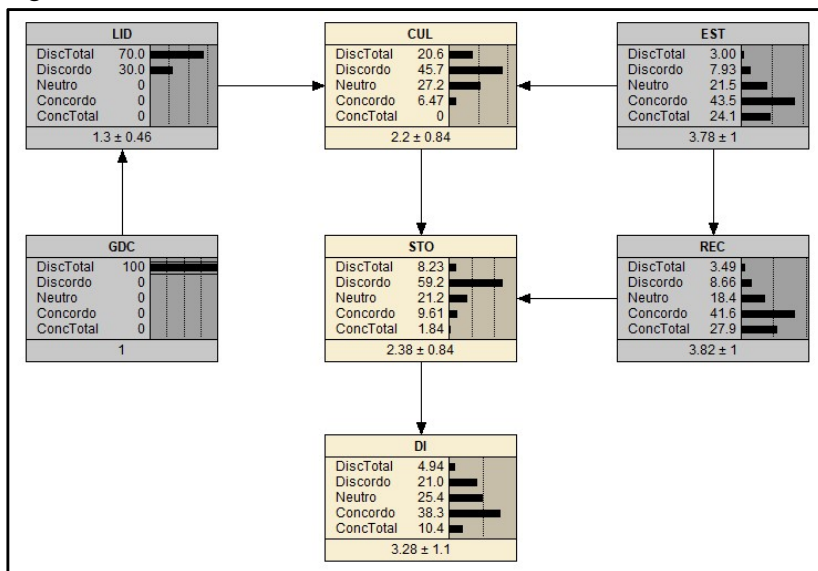 LID
DiscTotal 70.0
Discordo 30.0
Neutro 0
Concordo 0
ConcTotal 0
1.3 ± 0.46
CUL
DiscTotal 20.6
Discordo 45.7
Neutro 27.2
Concordo 6.47
ConcTotal 0
2.2 ± 0.84
EST
DiscTotal 3.00
Discordo 7.93
Neutro 21.5
Concordo 43.5
ConcTotal 24.1
3.78 ± 1
GDC
DiscTotal 100
Discordo 0
Neutro 0
Concordo 0
ConcTotal 0
1
STO
DiscTotal 8.23
Discordo 59.2
Neutro 21.2
Concordo 9.61
ConcTotal 1.84
2.38 ± 0.84
REC
DiscTotal 3.49
Discordo 8.66
Neutro 18.4
Concordo 41.6
ConcTotal 27.9
3.82 ± 1
DI
DiscTotal 4.94
Discordo 21.0
Neutro 25.4
Concordo 38.3
ConcTotal 10.4
3.28 ± 1.1